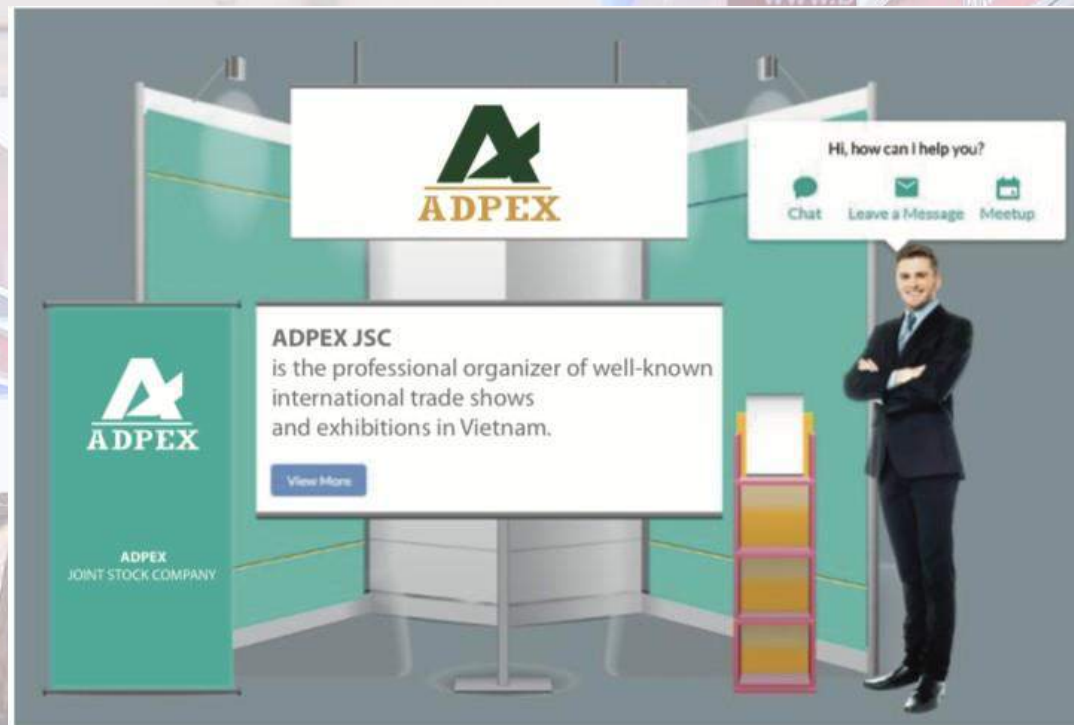 ADPEX
Hi, how can I help you?
Chat Leave a Message Meetup
ADPEX JSC
is the professional organizer of well-known
international trade shows
and exhibitions in Vietnam.
View More
ADPEX
ADPEX
JOINT STOCK COMPANY